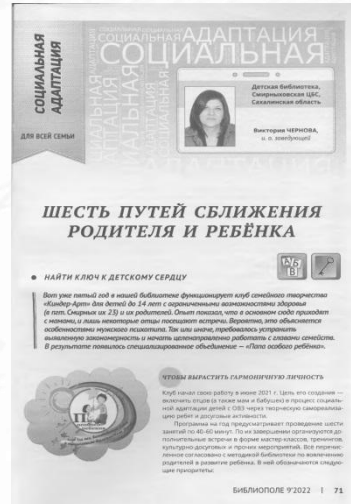 СОЦИАЛЬНАЯ
АДАПТАЦИЯ
ДЛЯ ВСЕЙ СЕМЬИ
АДАПТАЦИЯ
СОЦИАЛЬНАЯ
Детская библиотека,
Смирныховская ЦБС,
Сахалинская область
Виктория ЧЕРНОВА,
и. о. заведующей
ШЕСТЬ ПУТЕЙ СБЛИЖЕНИЯ
РОДИТЕЛЯ И РЕБЁНКА
НАЙТИ КЛЮЧ К ДЕТСКОМУ СЕРДЦУ
Вот уже пятый год в нашей библиотеке функционирует клуб семейного творчества
«Киндер-Арт» для детей до 14 лет с ограниченными возможностями здоровья
(в пгт. Смирных их 23) и их родителей. Опыт показал, что в основном сюда приходят
с мамами, и лишь некоторые отцы посещают встречи. Вероятно, это объясняется
особенностями мужского психотипа. Так или иначе, требовалось устранить
выявленную закономерность и начать целенаправленно работать с главами семейств.
В результате появилось специализированное объединение — «Папа особого ребёнка».
ЧТОБЫ ВЫРАСТИТЬ ГАРМОНИЧНУЮ ЛИЧНОСТЬ
Клуб начал свою работу в июне 2021 г. Цель его создания —
включить отцов (а также мам и бабушек) в процесс социаль-
ной адаптации детей с ОВЗ через творческую самореализа-
цию ребят и досуговые активности.
Программа на год предусматривает проведение шести
занятий по 40-60 минут. По их завершении организуются до-
полнительные встречи в форме мастер-классов, тренингов,
культурно-досуговых и прочих мероприятий. Всё перечис-
ленное согласовано с методикой библиотеки по вовлечению
родителей в развитие ребёнка. В ней обозначаются следую-
щие приоритеты:
БИБЛИОПОЛЕ 9'2022 | 71